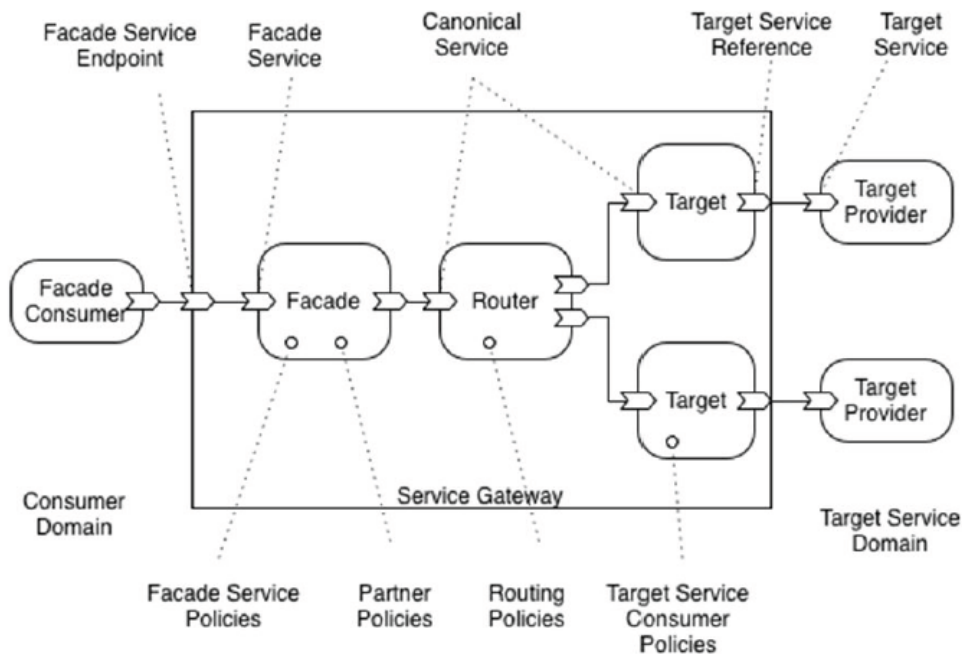 Facade Service
Endpoint
Facade
Service
Canonical
Service
Target Service
Reference
Target
Service
Target
Target
Provider
Facade
Consumer
Facade
Router
Target
Target
Provider
Service Gateway
Consumer
Domain
Target Service
Domain
Facade Service
Policies
Partner
Policies
Routing
Policies
Target Service
Consumer
Policies